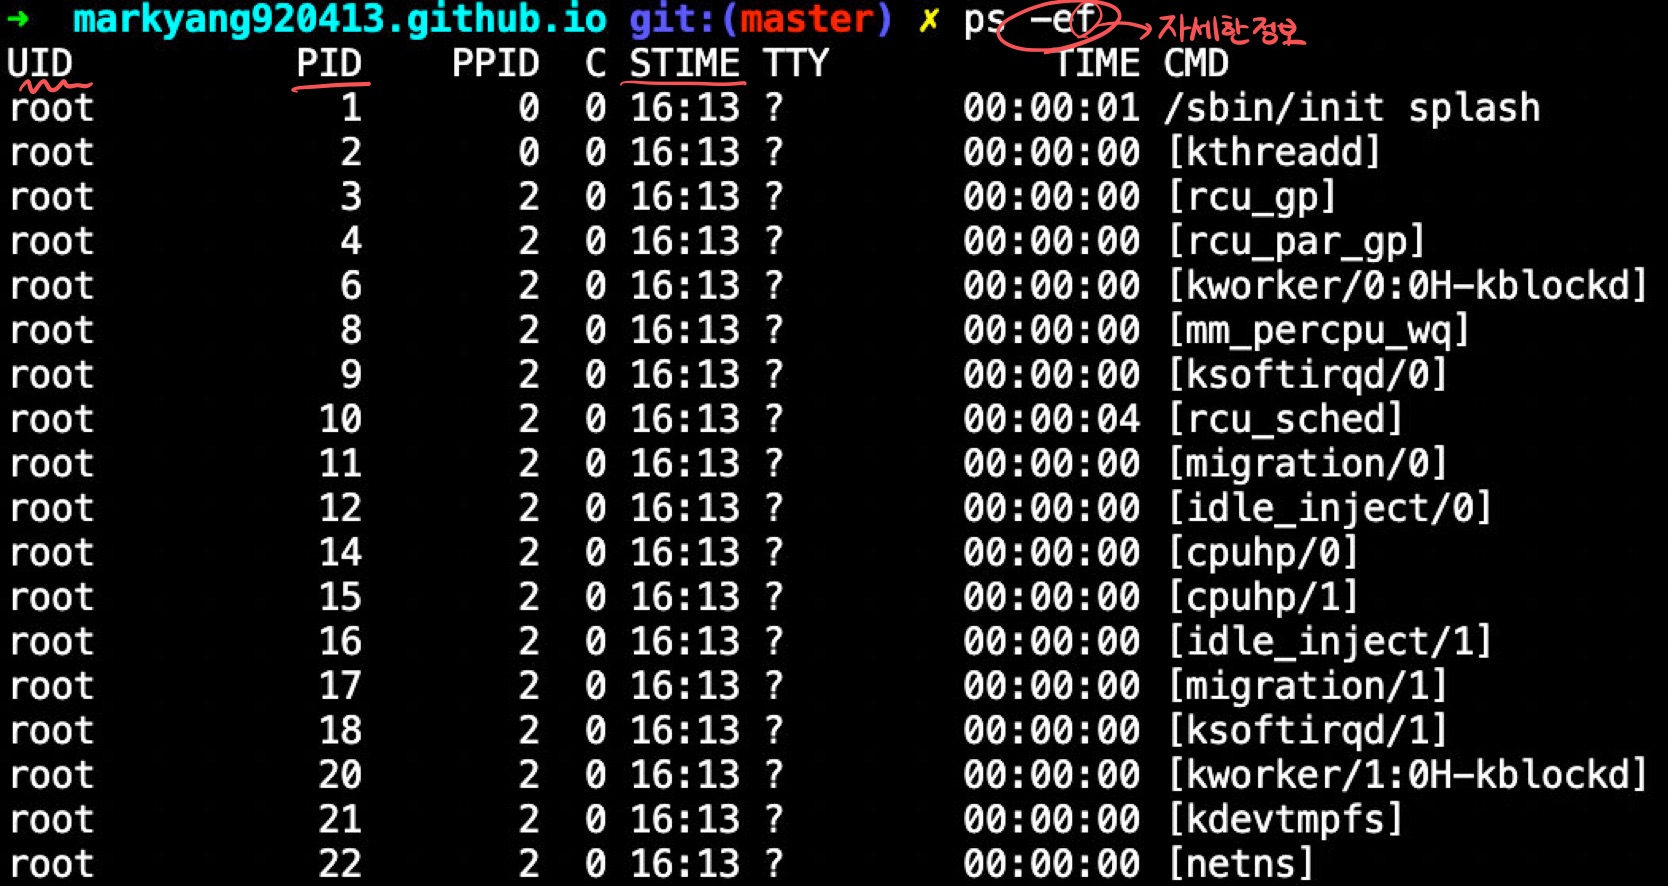 → markyang920413.github.io git:(master) ✗ ps -ef → 자세한 정보
UID PID PPID C STIME TTY TIME CMD
root 1 0 0 16:13 ? 00:00:01 /sbin/init splash
root 2 0 0 16:13 ? 00:00:00 [kthreadd]
root 3 2 0 16:13 ? 00:00:00 [rcu_gp]
root 4 2 0 16:13 ? 00:00:00 [rcu_par_gp]
root 6 2 0 16:13 ? 00:00:00 [kworker/0:0H-kblockd]
root 8 2 0 16:13 ? 00:00:00 [mm_percpu_wq]
root 9 2 0 16:13 ? 00:00:00 [ksoftirqd/0]
root 10 2 0 16:13 ? 00:00:04 [rcu_sched]
root 11 2 0 16:13 ? 00:00:00 [migration/0]
root 12 2 0 16:13 ? 00:00:00 [idle_inject/0]
root 14 2 0 16:13 ? 00:00:00 [cpuhp/0]
root 15 2 0 16:13 ? 00:00:00 [cpuhp/1]
root 16 2 0 16:13 ? 00:00:00 [idle_inject/1]
root 17 2 0 16:13 ? 00:00:00 [migration/1]
root 18 2 0 16:13 ? 00:00:00 [ksoftirqd/1]
root 20 2 0 16:13 ? 00:00:00 [kworker/1:0H-kblockd]
root 21 2 0 16:13 ? 00:00:00 [kdevtmpfs]
root 22 2 0 16:13 ? 00:00:00 [netns]